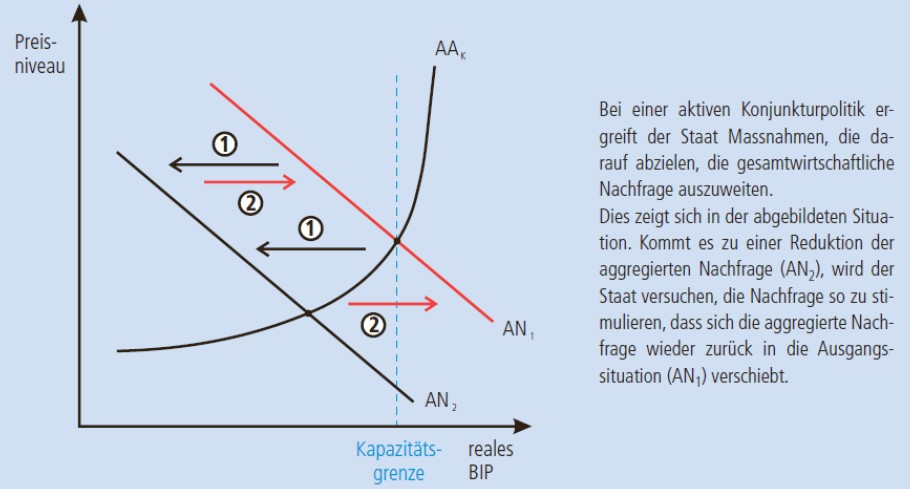 Preis-
niveau
AAₖ
①
②
①
②
AN₁
AN₂
Kapazitäts-
grenze
reales
BIP
Bei einer aktiven Konjunkturpolitik er-
greift der Staat Massnahmen, die da-
rauf abzielen, die gesamtwirtschaftliche
Nachfrage auszuweiten.
Dies zeigt sich in der abgebildeten Situa-
tion. Kommt es zu einer Reduktion der
aggregierten Nachfrage (AN₂), wird der
Staat versuchen, die Nachfrage so zu sti-
mulieren, dass sich die aggregierte Nach-
frage wieder zurück in die Ausgangs-
situation (AN₁) verschiebt.